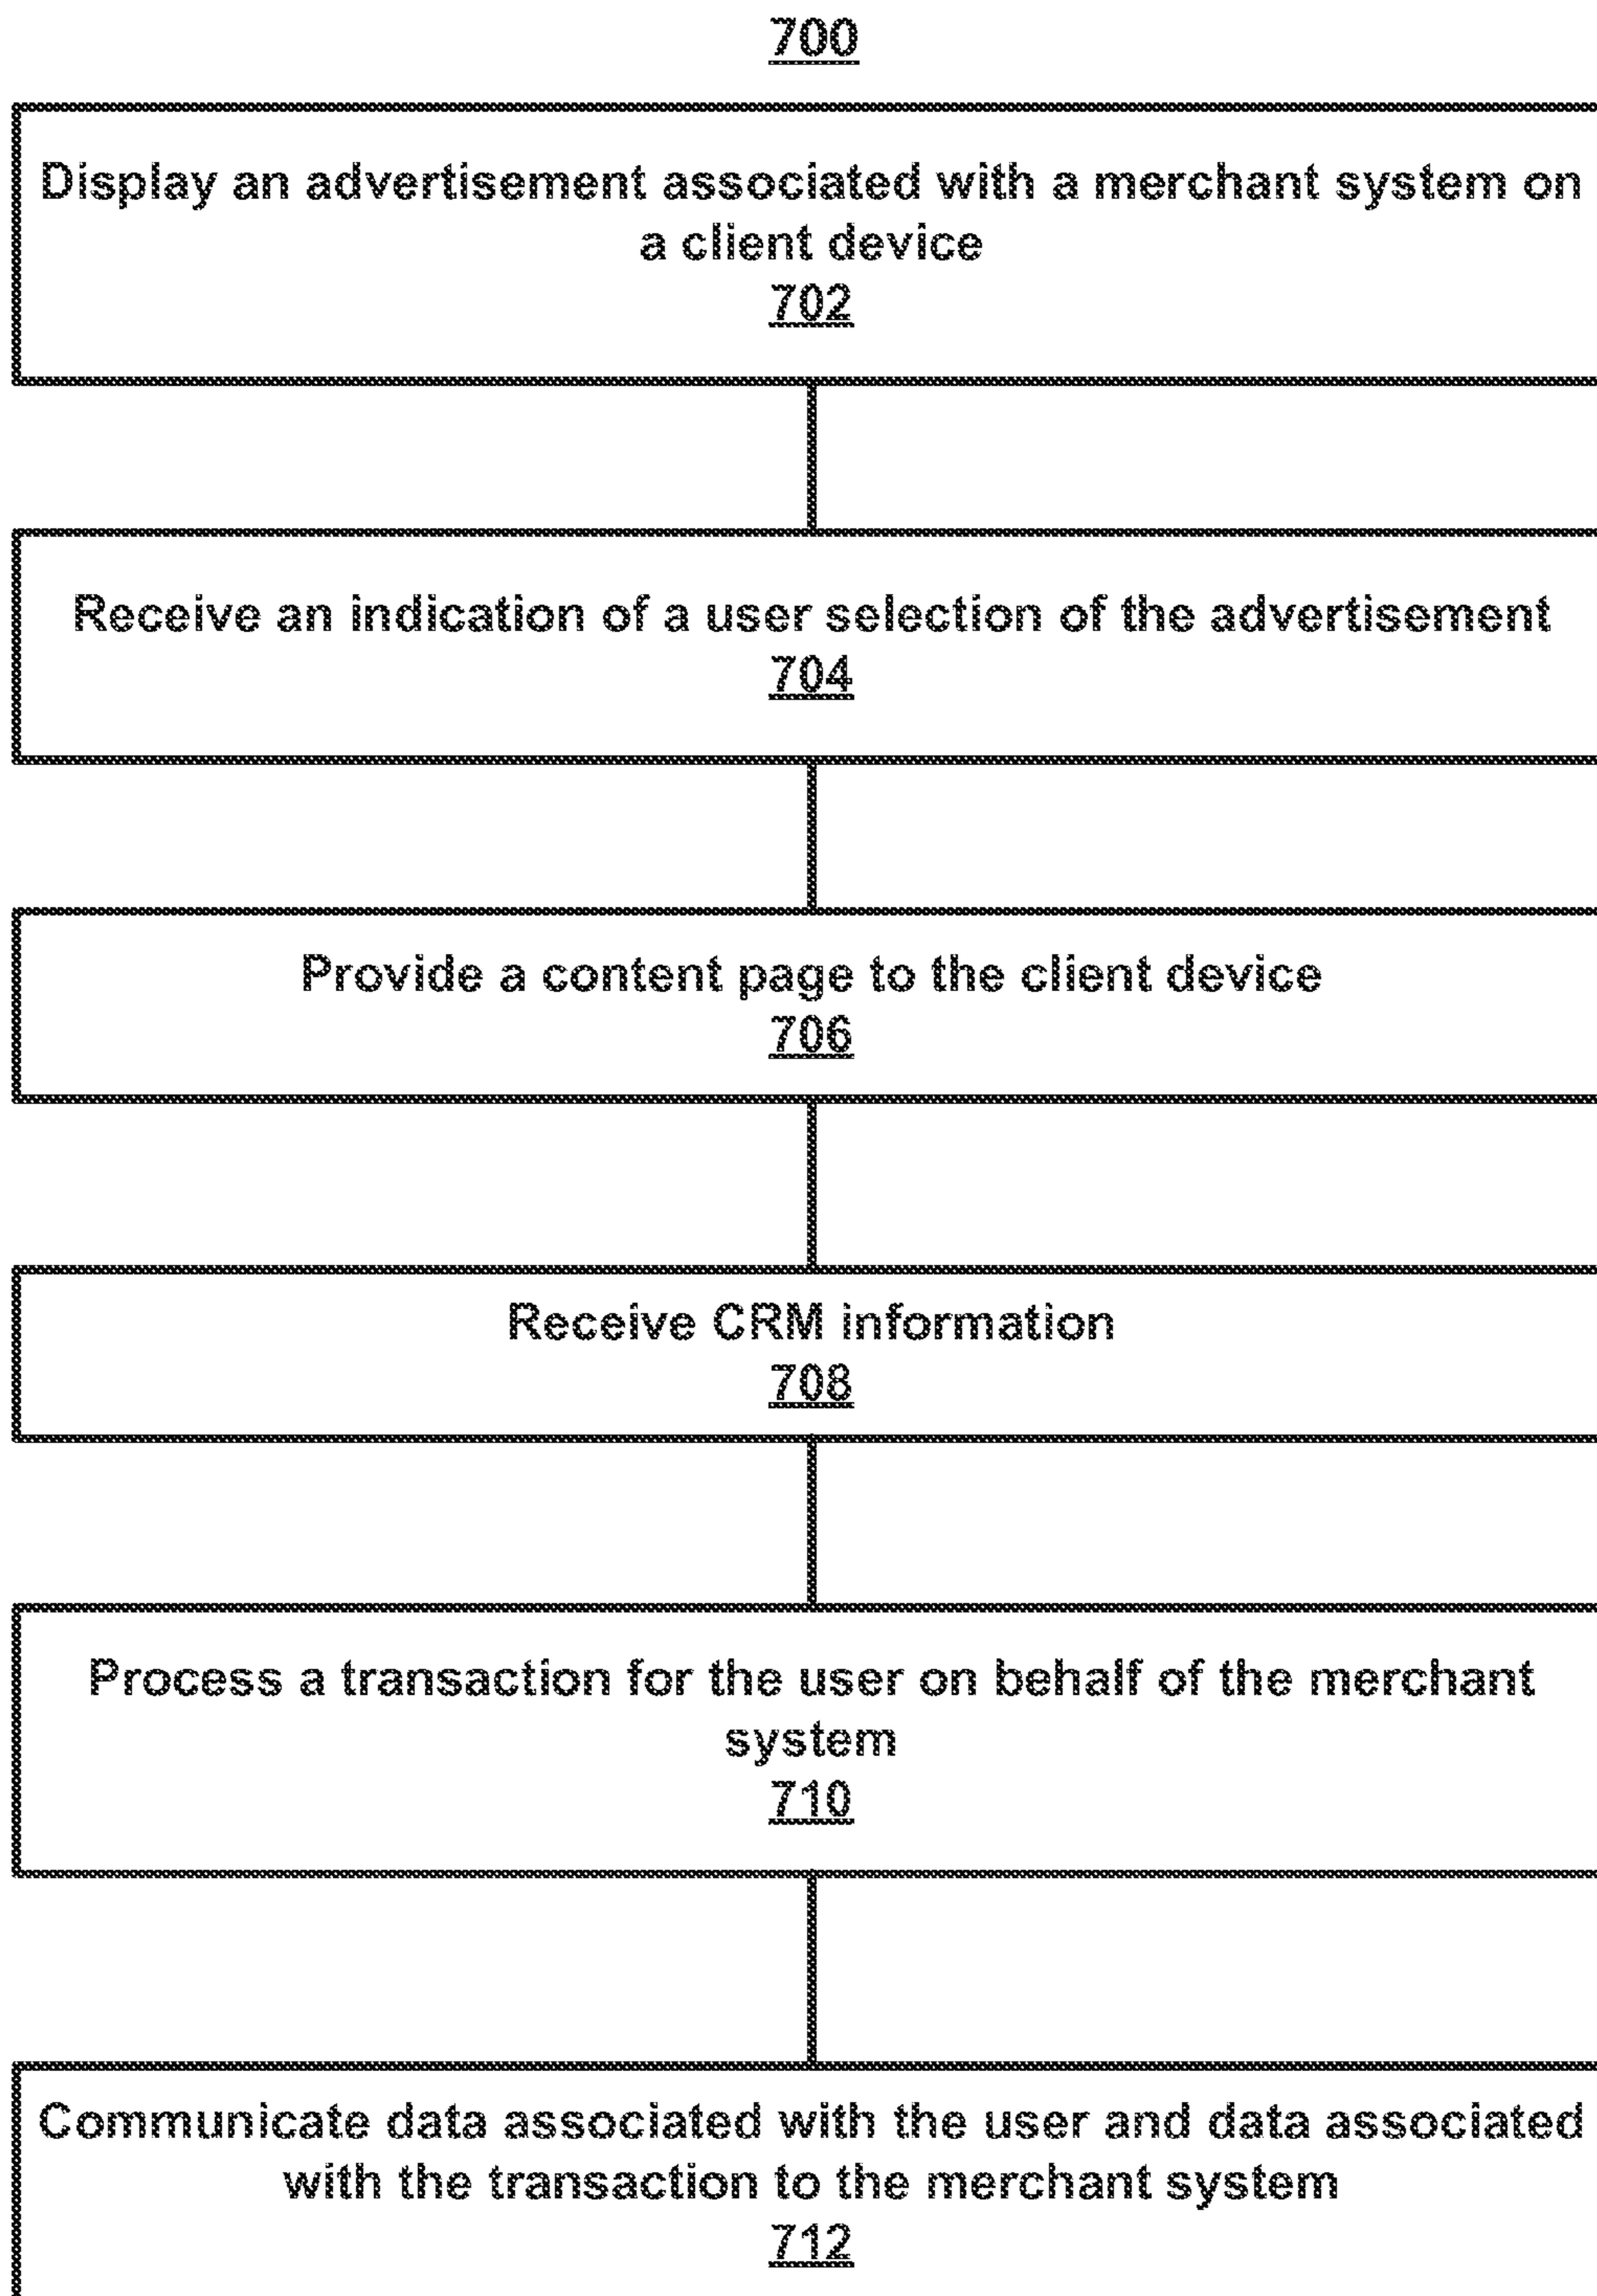 700
Display an advertisement associated with a merchant system on
a client device
702
Receive an indication of a user selection of the advertisement
704
Provide a content page to the client device
706
Receive CRM information
708
Process a transaction for the user on behalf of the merchant
system
710
Communicate data associated with the user and data associated
with the transaction to the merchant system
712